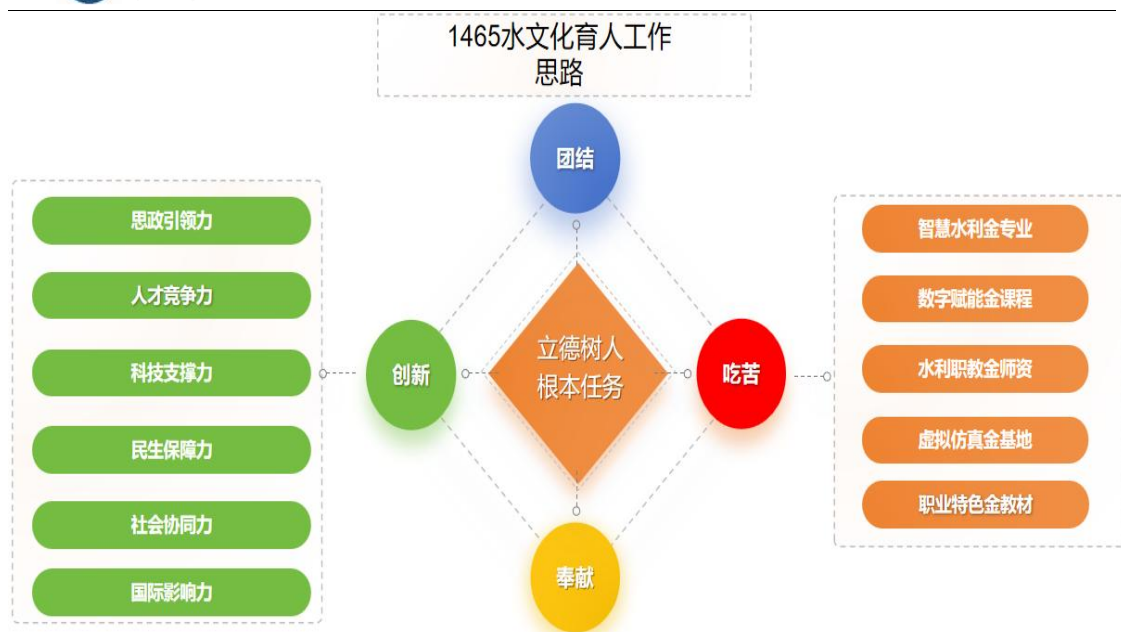 1465水文化育人工作
思路
团结
思政引领力
人才竞争力
科技支撑力
民生保障力
社会协同力
国际影响力
创新
立德树人
根本任务
吃苦
奉献
智慧水利金专业
数字赋能金课程
水利职教金师资
虚拟仿真金基地
职业特色金教材